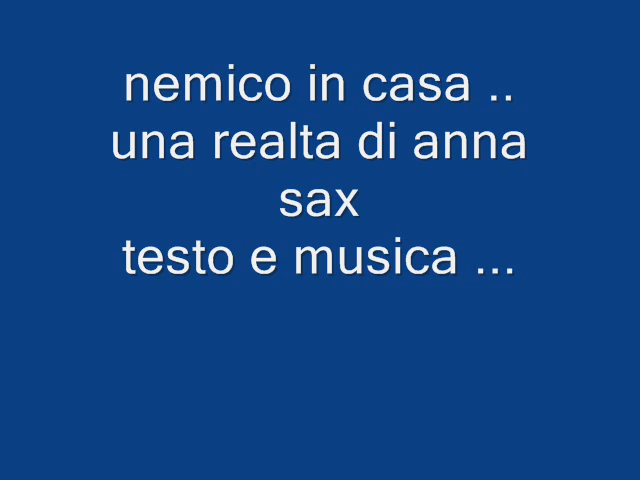 nemico in casa ..
una realta di anna
sax
testo e musica ...